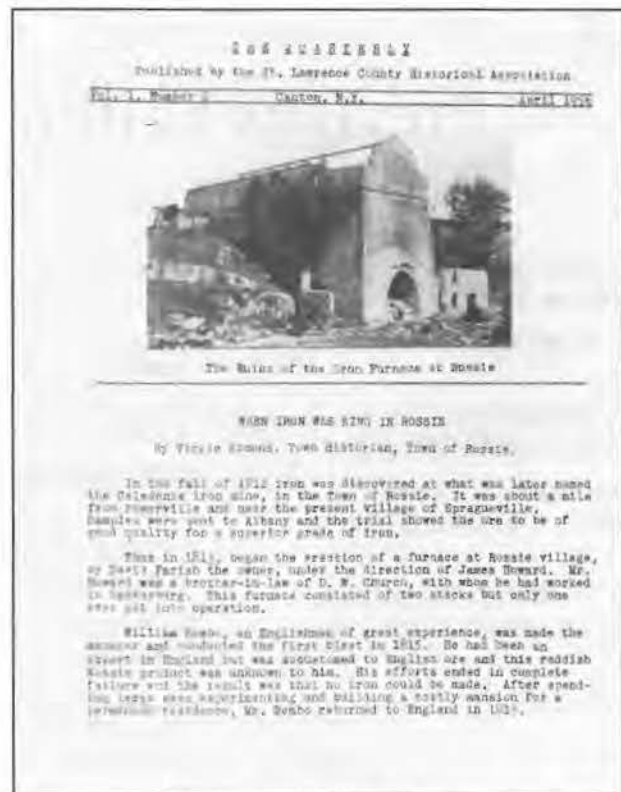 THE QUARTERLY
Published by the St. Lawrence County Historical Association
Vol. 1, Number Canton, N.Y. April 1956
The Ruins of the Iron Furnace at Rossie
WHEN IRON WAS KING IN ROSSIE
By Virgie Town Historian, Town of Rossie.
In the fall of 1812 iron was discovered at what was later named
the Caledonia iron mine, in the Town of Rossie. It was about a mile
from and near the present village of Spragueville.
Samples were sent to Albany and the trial showed the ore to be of
good quality for a superior grade of iron.
Thus in began the erection of a furnace at Rossie village,
by Parish the owner, under the direction of James Howard. Mr.
Howard was a brother-in-law of D. W. Church, with whom he had worked
in This furnace consisted of two stacks but only one
ever put into operation.
William Bembo, an Englishman of great experience, was made the
manager and conducted the first blast in 1815. He had been an
expert in England but was accustomed to English ore and this reddish
Rossie product was unknown to him. His efforts ended in complete
failure and the result was that no iron could be made. After spend-
ing years experimenting and building a costly mansion for a
residence, Mr. Bembo returned to England in